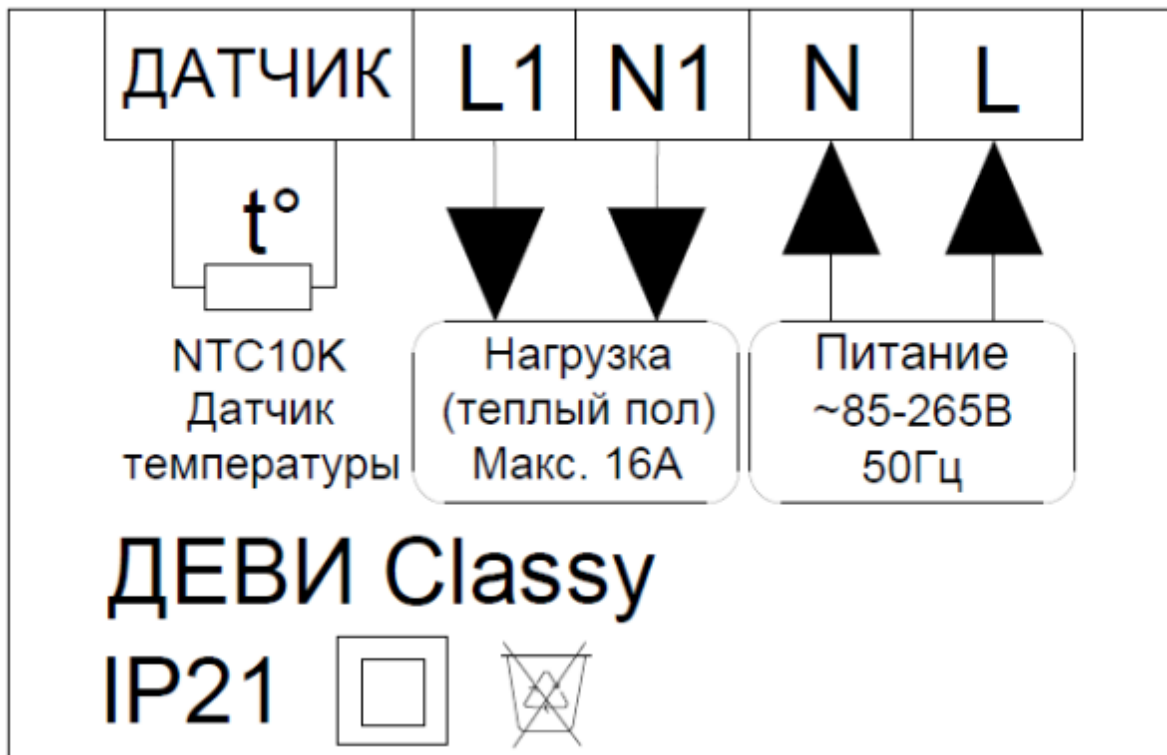 ДАТЧИК L1 N1 N L
t°
NTC10K
Датчик
температуры
Нагрузка
(теплый пол)
Макс. 16А
Питание
~85-265В
50Гц
ДЕВИ Classy
IP21